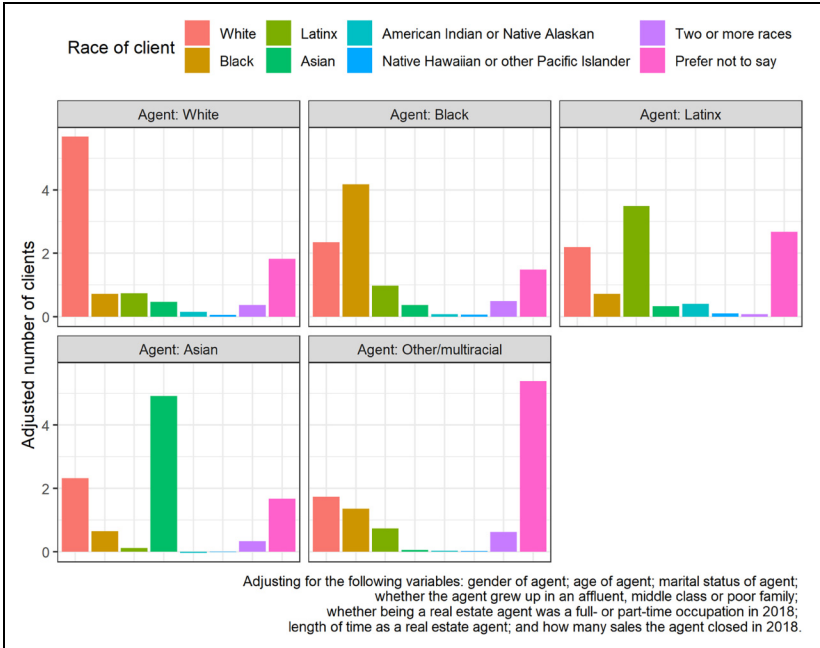 Race of client
White
Latinx
American Indian or Native Alaskan
Two or more races
Black
Asian
Native Hawaiian or other Pacific Islander
Prefer not to say
Agent: White
Agent: Black
Agent: Latinx
4
2
0
Agent: Asian
Agent: Other/multiracial
4
2
0
Adjusted number of clients
Adjusting for the following variables: gender of agent; age of agent; marital status of agent;
whether the agent grew up in an affluent, middle class or poor family;
whether being a real estate agent was a full- or part-time occupation in 2018;
length of time as a real estate agent; and how many sales the agent closed in 2018.